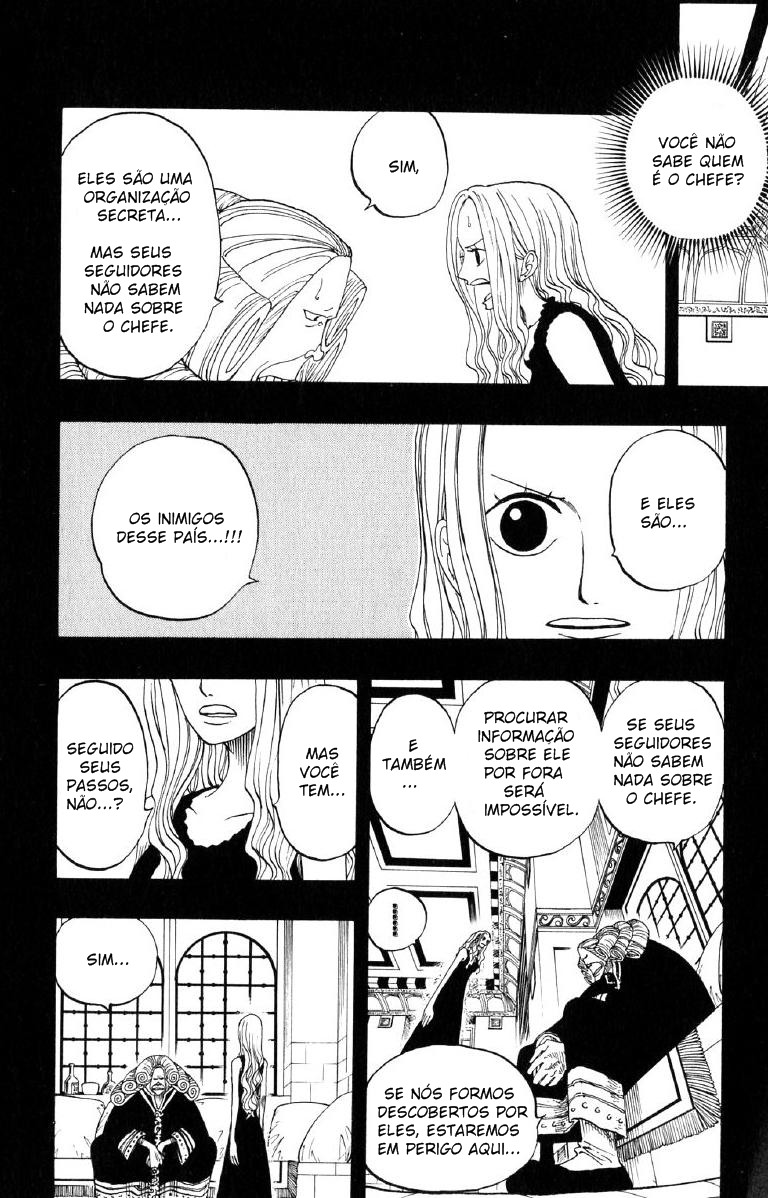 VOCÊ NÃO
SABE QUEM
É O CHEFE?
SIM,
ELES SÃO UMA
ORGANIZAÇÃO
SECRETA...
MAS SEUS
SEGUIDORES
NÃO SABEM
NADA SOBRE
O CHEFE.
E ELES
SÃO...
OS INIMIGOS
DESSE PAÍS...!!!
SE SEUS
SEGUIDORES
NÃO SABEM
NADA SOBRE
O CHEFE.
PROCURAR
INFORMAÇÃO
SOBRE ELE
POR FORA
SERÁ
IMPOSSÍVEL.
E
TAMBÉM
...
......
SE NÓS FORMOS
DESCOBERTOS POR
ELES, ESTAREMOS
EM PERIGO AQUI...
MAS
VOCÊ
TEM...
SEGUIDO
SEUS
PASSOS,
NÃO...?
SIM...